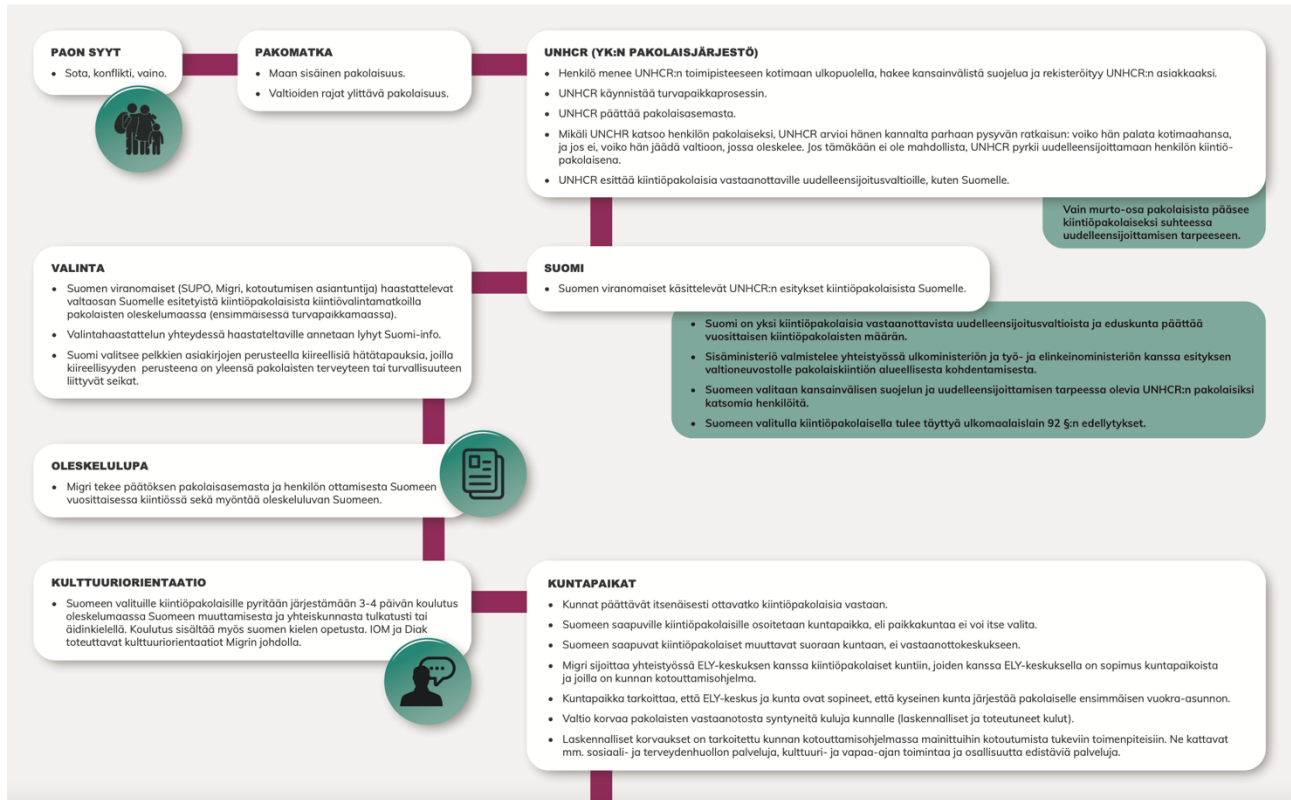 PAON SYYT
• Sota, konflikti, vaino.
PAKOMATKA
• Maan sisäinen pakolaisuus.
• Valtioiden rajat ylittävä pakolaisuus.
UNHCR (YK:N PAKOLAISJÄRJESTÖ)
• Henkilö menee UNHCR:n toimipisteeseen kotimaan ulkopuolella, hakee kansainvälistä suojelua ja rekisteröityy UNHCR:n asiakkaaksi.
• UNHCR käynnistää turvapaikkaprosessin.
• UNHCR päättää pakolaisasemasta.
• Mikäli UNCHR katsoo henkilön pakolaiseksi, UNHCR arvioi hänen kannalta parhaan pysyvän ratkaisun: voiko hän palata kotimaahansa,
ja jos ei, voiko hän jäädä valtioon, jossa oleskelee. Jos tämäkään ei ole mahdollista, UNHCR pyrkii uudelleensijoittamaan henkilön kiintiö-
pakolaisena.
• UNHCR esittää kiintiöpakolaisia vastaanottaville uudelleensijoitusvaltioille, kuten Suomelle.
Vain murto-osa pakolaisista pääsee
kiintiöpakolaiseksi suhteessa
uudelleensijoittamisen tarpeeseen.
SUOMI
• Suomen viranomaiset käsittelevät UNHCR:n esitykset kiintiöpakolaisista Suomelle.
• Suomi on yksi kiintiöpakolaisia vastaanottavista uudelleensijoitusvaltioista ja eduskunta päättää
vuosittaisen kiintiöpakolaisten määrän.
• Sisäministeriö valmistelee yhteistyössä ulkoministeriön ja työ- ja elinkeinoministeriön kanssa esityksen
valtioneuvostolle pakolaiskiintiön alueellisesta kohdentamisesta.
• Suomeen valitaan kansainvälisen suojelun ja uudelleensijoittamisen tarpeessa olevia UNHCR:n pakolaisiksi
katsomia henkilöitä.
• Suomeen valitulla kiintiöpakolaisella tulee täyttyä ulkomaalaislain 92 §:n edellytykset.
VALINTA
• Suomen viranomaiset (SUPO, Migri, kotoutumisen asiantuntija) haastattelevat
valtaosan Suomelle esitetyistä kiintiöpakolaisista kiintiövalintamatkoilla
pakolaisten oleskelumaassa (ensimmäisessä turvapaikkamaassa).
• Valintahaastattelun yhteydessä haastateltaville annetaan lyhyt Suomi-info.
• Suomi valitsee pelkkien asiakirjojen perusteella kiireellisiä hätätapauksia, joilla
kiireellisyyden perusteena on yleensä pakolaisten terveyteen tai turvallisuuteen
liittyvät seikat.
OLESKELULUPA
• Migri tekee päätöksen pakolaisasemasta ja henkilön ottamisesta Suomeen
vuosittaisessa kiintiössä sekä myöntää oleskeluluvan Suomeen.
KULTTUURIORIENTAATIO
• Suomeen valituille kiintiöpakolaisille pyritään järjestämään 3-4 päivän koulutus
oleskelumaassa Suomeen muuttamisesta ja yhteiskunnasta tulkatusti tai
äidinkielellä. Koulutus sisältää myös suomen kielen opetusta. IOM ja Diak
toteuttavat kulttuuriorientaatiot Migrin johdolla.
KUNTAPAIKAT
• Kunnat päättävät itsenäisesti ottavatko kiintiöpakolaisia vastaan.
• Suomeen saapuville kiintiöpakolaisille osoitetaan kuntapaikka, eli paikkakuntaa ei voi itse valita.
• Suomeen saapuvat kiintiöpakolaiset muuttavat suoraan kuntaan, ei vastaanottokeskukseen.
• Migri sijoittaa yhteistyössä ELY-keskuksen kanssa kiintiöpakolaiset kuntiin, joiden kanssa ELY-keskuksella on sopimus kuntapaikoista
ja joilla on kunnan kotouttamisohjelma.
• Kuntapaikka tarkoittaa, että ELY-keskus ja kunta ovat sopineet, että kyseinen kunta järjestää pakolaiselle ensimmäisen vuokra-asunnon.
• Valtio korvaa pakolaisten vastaanotosta syntyneitä kuluja kunnalle (laskennalliset ja toteutuneet kulut).
• Laskennalliset korvaukset on tarkoitettu kunnan kotouttamisohjelmassa mainittuihin kotoutumista tukeviin toimenpiteisiin. Ne kattavat
mm. sosiaali- ja terveydenhuollon palveluja, kulttuuri- ja vapaa-ajan toimintaa ja osallisuutta edistäviä palveluja.